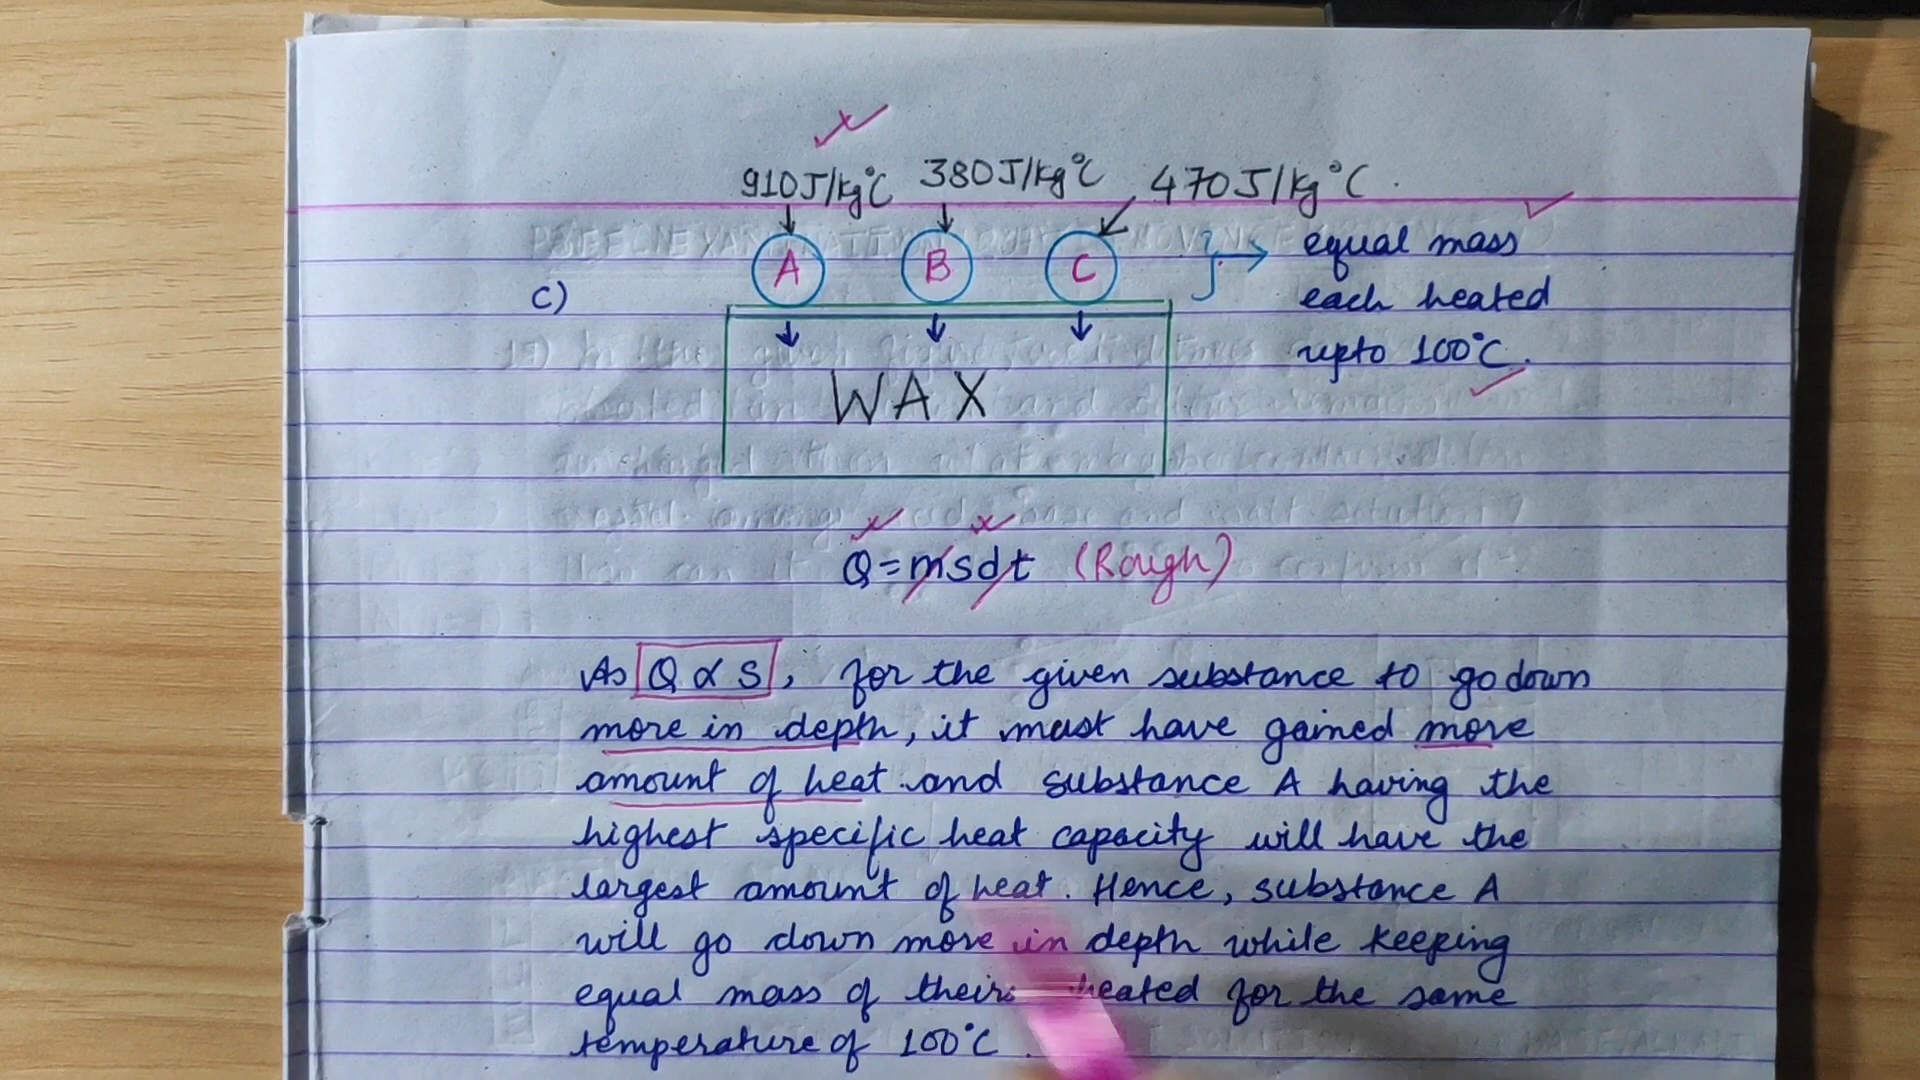 910J/kg°C 380J/kg°C 470J/kg°C
A B C
equal mass
each heated
upto 100°C.
c)
WAX
Q=msdt (Rough)
As Q α S, for the given substance to go down
more in depth, it must have gained more
amount of heat and substance A having the
highest specific heat capacity will have the
largest amount of heat. Hence, substance A
will go down more in depth while keeping
equal mass of theirs heated for the same
temperature of 100°C.